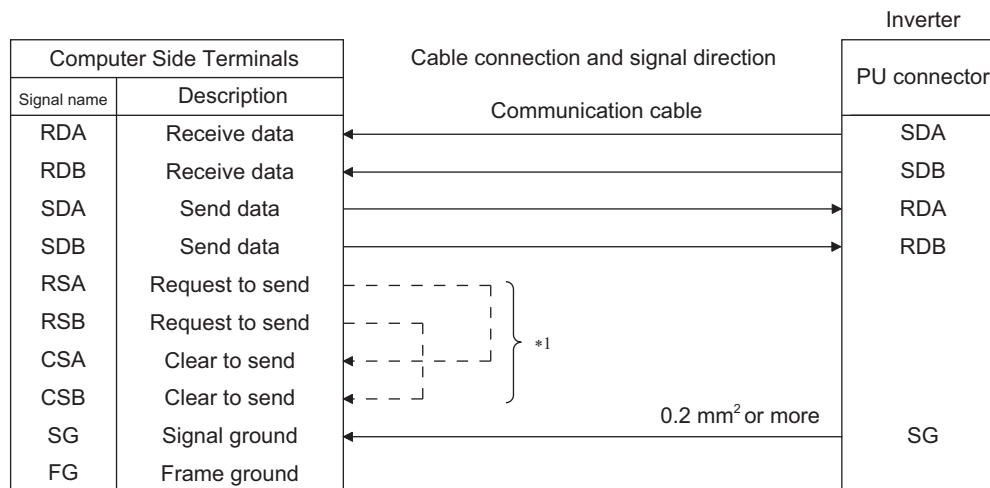 Inverter
Computer Side Terminals Cable connection and signal direction PU connector
Signal name Description Communication cable
RDA Receive data SDA
RDB Receive data SDB
SDA Send data RDA
SDB Send data RDB
RSA Request to send
RSB Request to send
*1
CSA Clear to send
CSB Clear to send
0.2 mm² or more
SG Signal ground SG
FG Frame ground